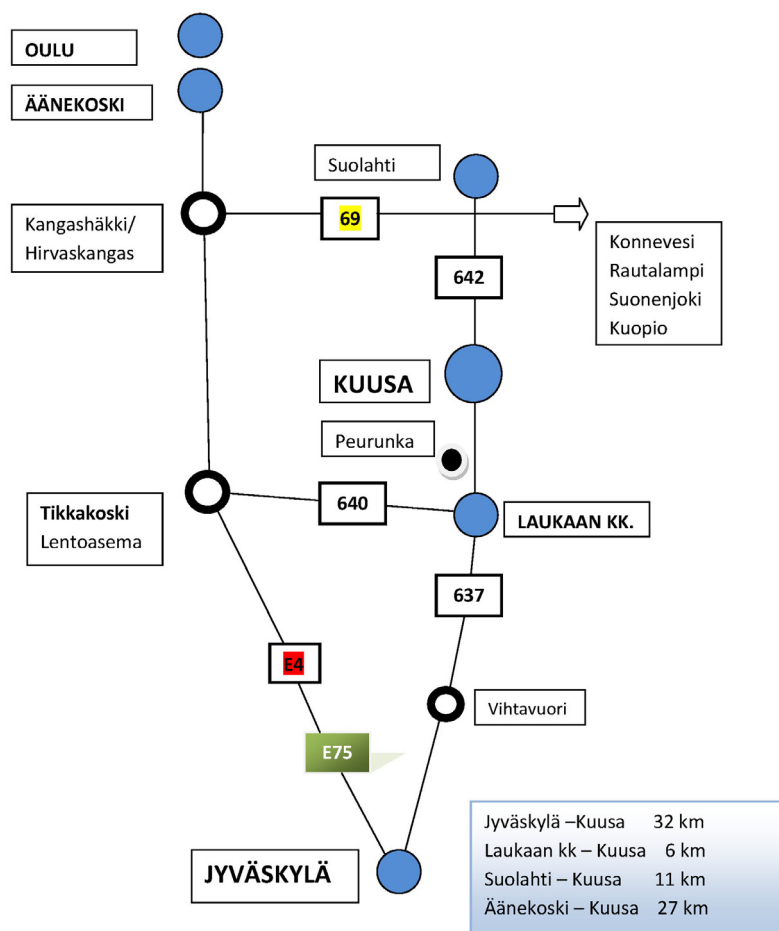 OULU
ÄÄNEKOSKI
Suolahti
Kangashäkki/
Hirvaskangas
69
Konnevesi
Rautalampi
Suonenjoki
Kuopio
642
KUUSA
Peurunka
Tikkakoski
Lentoasema
640
LAUKAAN KK.
637
E4
Vihtavuori
E75
JYVÄSKYLÄ
Jyväskylä –Kuusa 32 km
Laukaan kk – Kuusa 6 km
Suolahti – Kuusa 11 km
Äänekoski – Kuusa 27 km